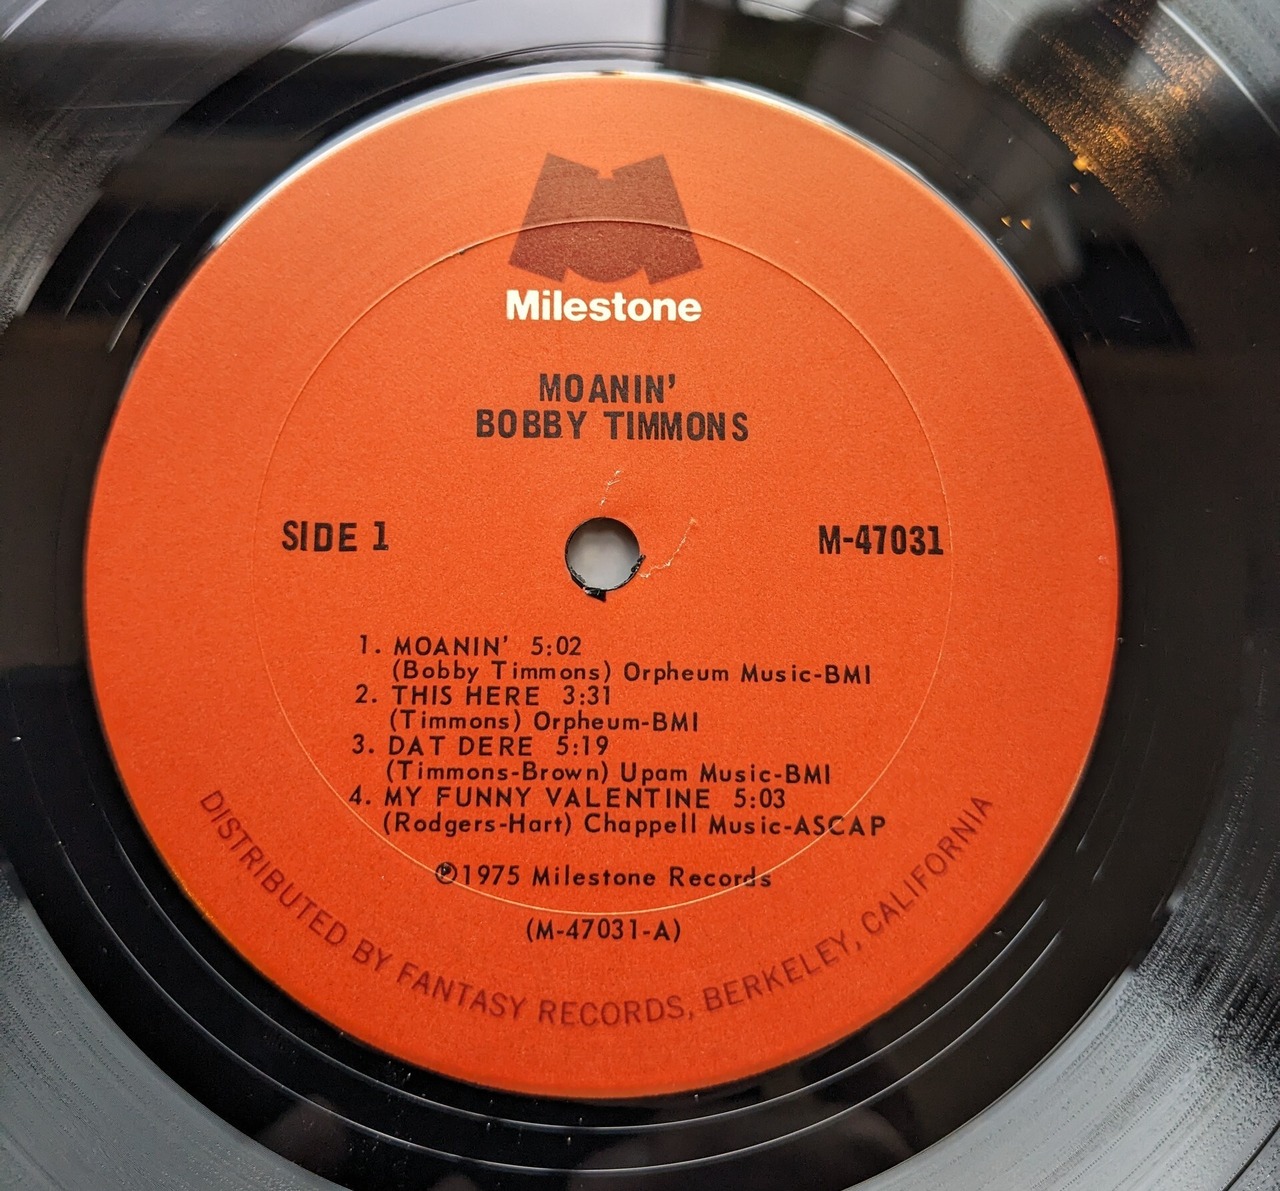 Milestone
MOANIN'
BOBBY TIMMONS
SIDE 1
M-47031
1. MOANIN' 5:02
(Bobby Timmons) Orpheum Music-BMI
2. THIS HERE 3:31
(Timmons) Orpheum-BMI
3. DAT DERE 5:19
(Timmons-Brown) Upam Music-BMI
4. MY FUNNY VALENTINE 5:03
(Rodgers-Hart) Chappell Music-ASCAP
℗1975 Milestone Records
(M-47031-A)
DISTRIBUTED BY FANTASY RECORDS, BERKELEY, CALIFORNIA